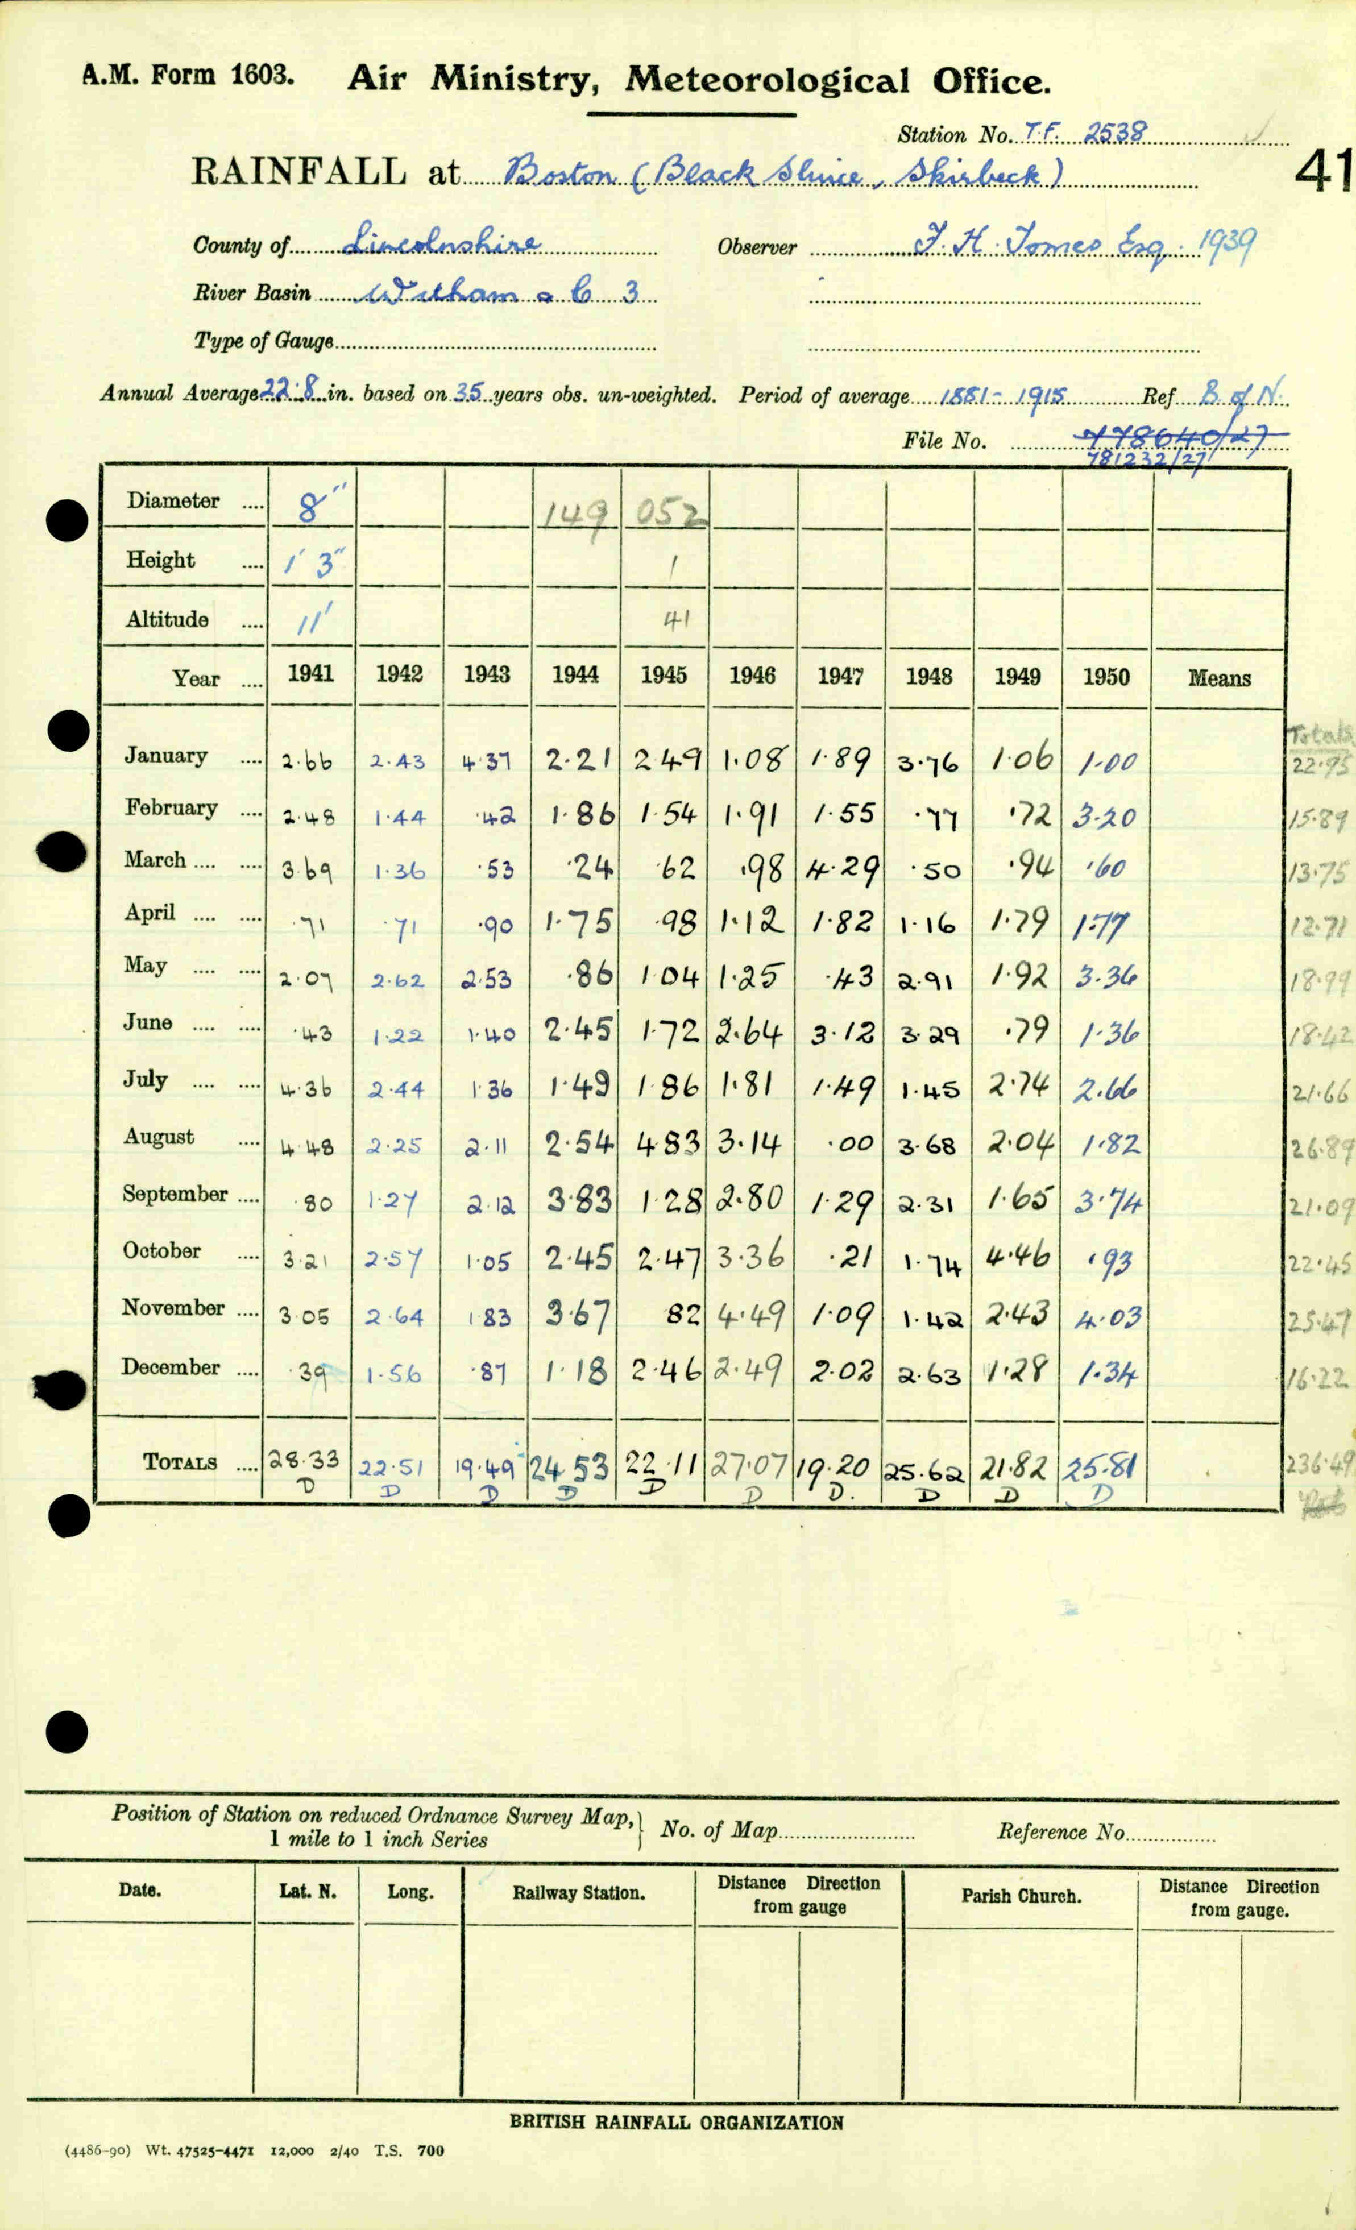 A.M. Form 1603. Air Ministry, Meteorological Office.
Station No. T.F. 2538
41
RAINFALL at Boston (Black Sluice, Skirbeck)
County of Lincolnshire Observer F. H. Tomes Esq. 1939
River Basin Witham & C 3
Type of Gauge
Annual Average 22.8 in. based on 35 years obs. un-weighted. Period of average 1881-1915 Ref B of N.
File No. 778640/27
781232/27
Diameter .... 8" 149 052
Height .... 1' 3" 1
Altitude .... 11' 41
Year .... 1941 1942 1943 1944 1945 1946 1947 1948 1949 1950 Means
Totals
January .... 2.66 2.43 4.37 2.21 2.49 1.08 1.89 3.76 1.06 1.00 22.95
February .... 2.48 1.44 .42 1.86 1.54 1.91 1.55 .77 .72 3.20 15.89
March .... .... 3.69 1.36 .53 .24 .62 .98 4.29 .50 .94 .60 13.75
April .... .... .71 .71 .90 1.75 .98 1.12 1.82 1.16 1.79 1.77 12.71
May .... .... 2.07 2.62 2.53 .86 1.04 1.25 .43 2.91 1.92 3.36 18.99
June .... .... .43 1.22 1.40 2.45 1.72 2.64 3.12 3.29 .79 1.36 18.42
July .... .... 4.36 2.44 1.36 1.49 1.86 1.81 1.49 1.45 2.74 2.66 21.66
August .... 4.48 2.25 2.11 2.54 4.83 3.14 .00 3.68 2.04 1.82 26.89
September .... .80 1.27 2.12 3.83 1.28 2.80 1.29 2.31 1.65 3.74 21.09
October .... 3.21 2.57 1.05 2.45 2.47 3.36 .21 1.74 4.46 .93 22.45
November .... 3.05 2.64 1.83 3.67 82 4.49 1.09 1.42 2.43 4.03 25.47
December .... .39 1.56 .87 1.18 2.46 2.49 2.02 2.63 1.28 1.34 16.22
TOTALS .... 28.33 22.51 19.49 24.53 22.11 27.07 19.20 25.62 21.82 25.81 236.49
D D D D D D D. D D D
Position of Station on reduced Ordnance Survey Map,
1 mile to 1 inch Series
No. of Map Reference No.
Date. Lat. N. Long. Railway Station. Distance Direction from gauge Parish Church. Distance Direction from gauge.
BRITISH RAINFALL ORGANIZATION
(4486-90) Wt. 47525-4471 12,000 2/40 T.S. 700